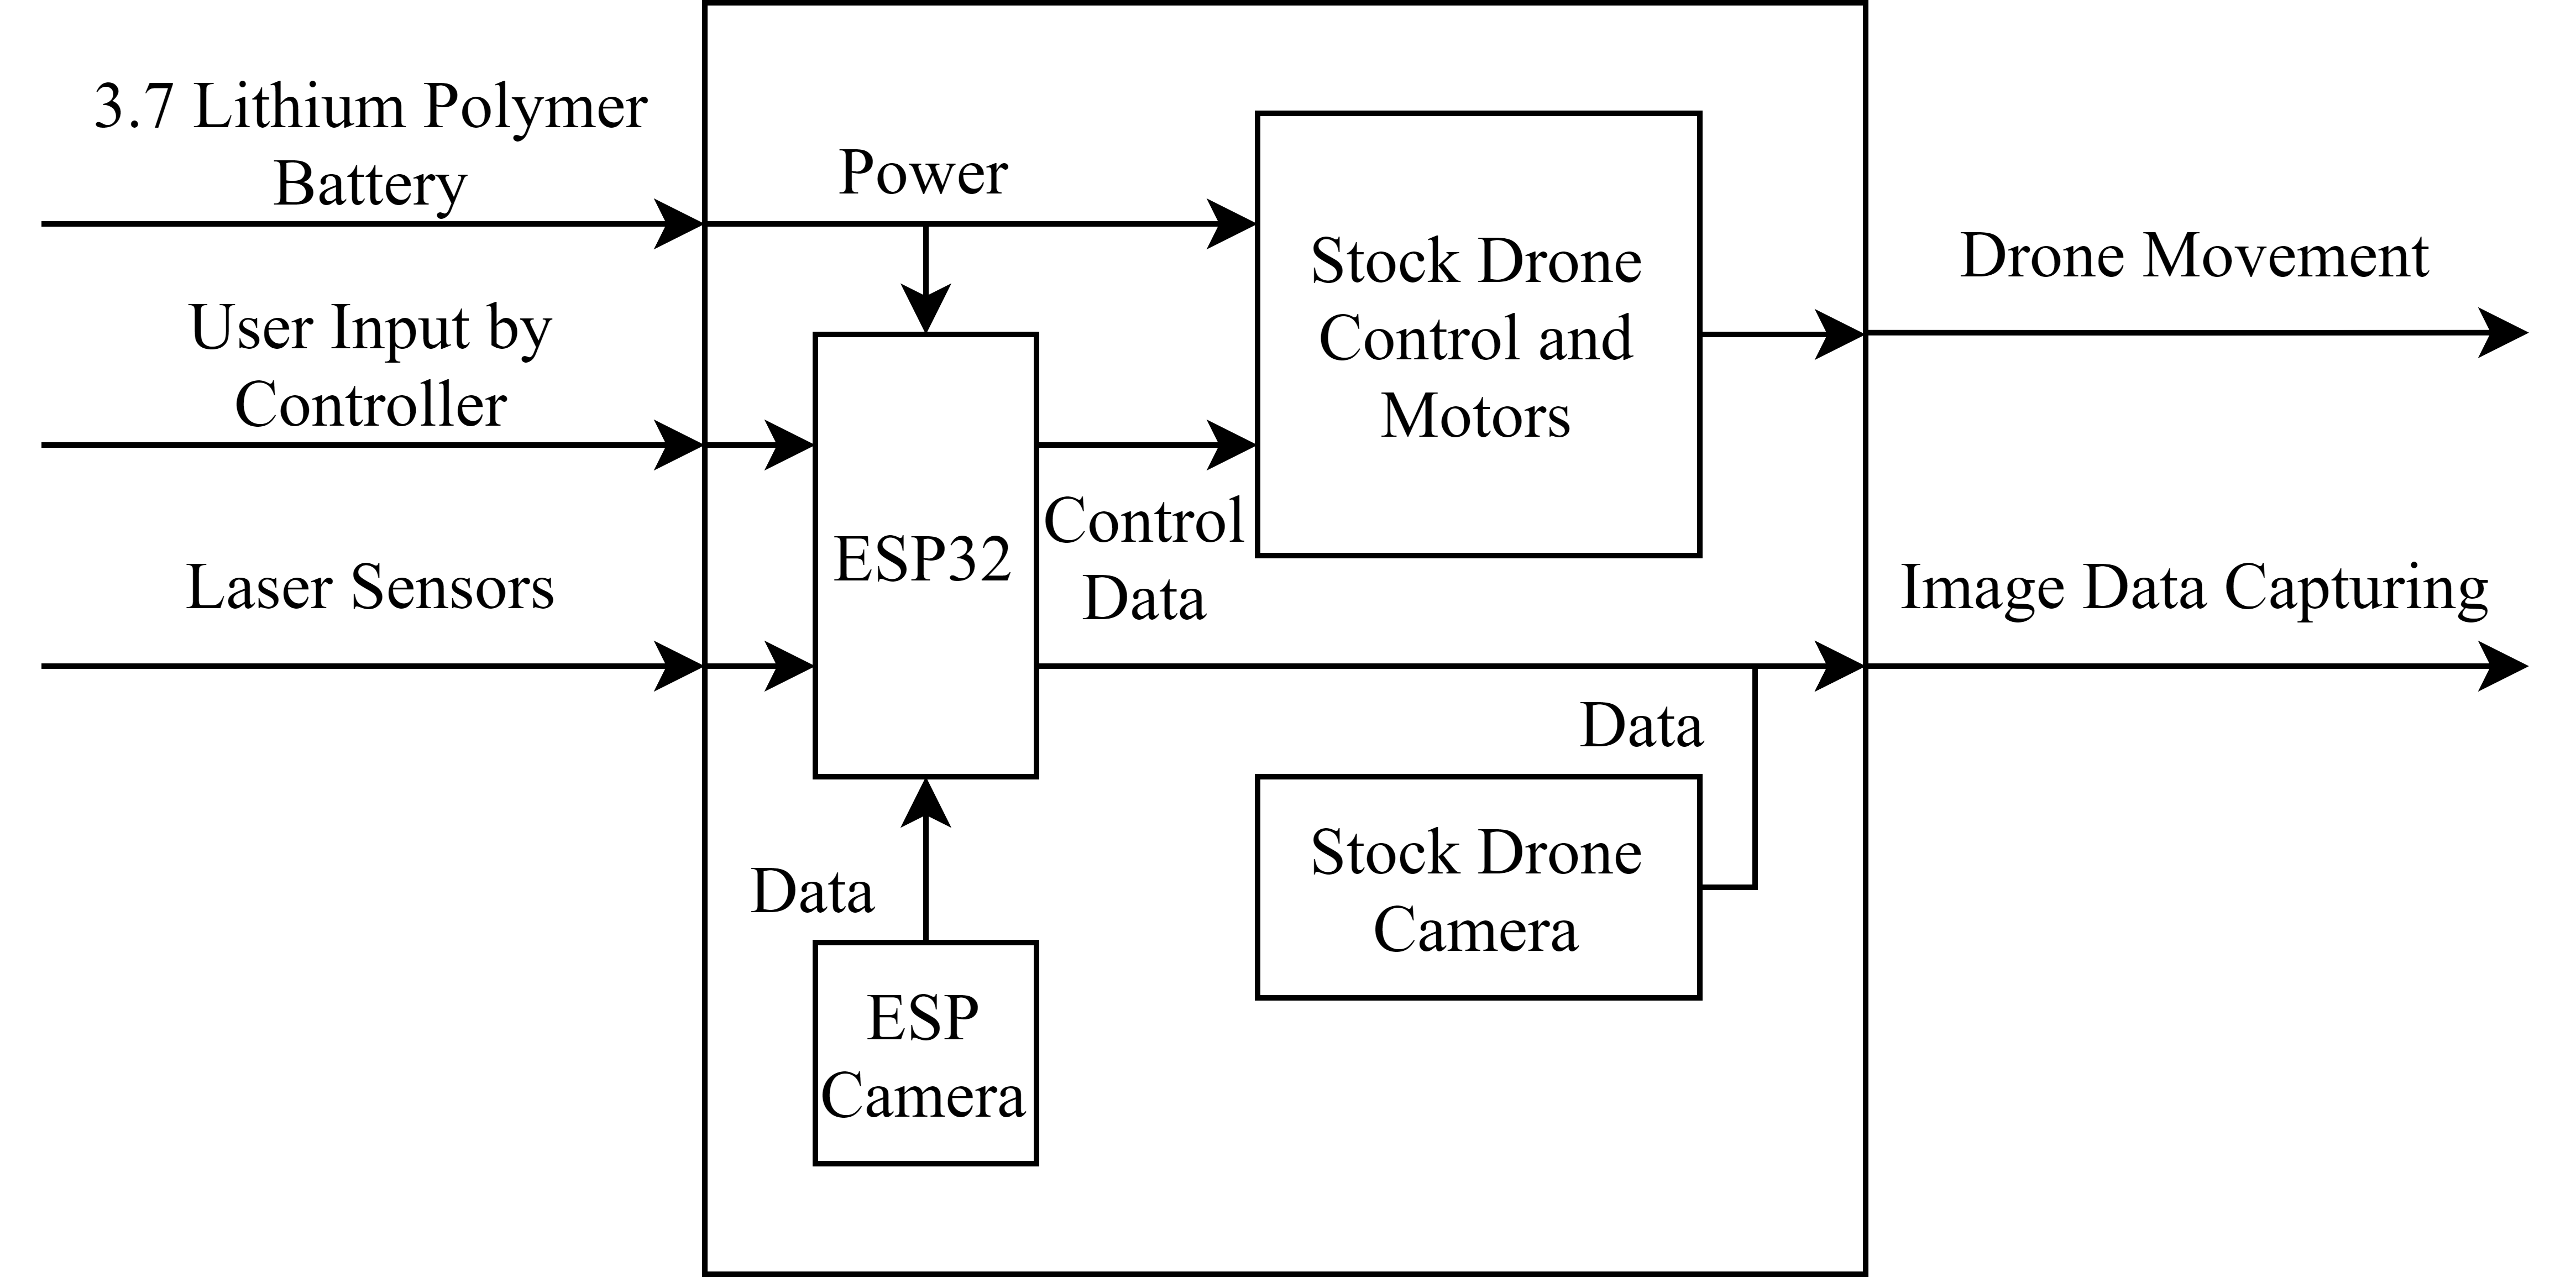 3.7 Lithium Polymer
Battery
Power
User Input by
Controller
Stock Drone
Control and
Motors
Drone Movement
Laser Sensors
ESP32
Control
Data
Image Data Capturing
Data
Stock Drone
Camera
Data
ESP
Camera